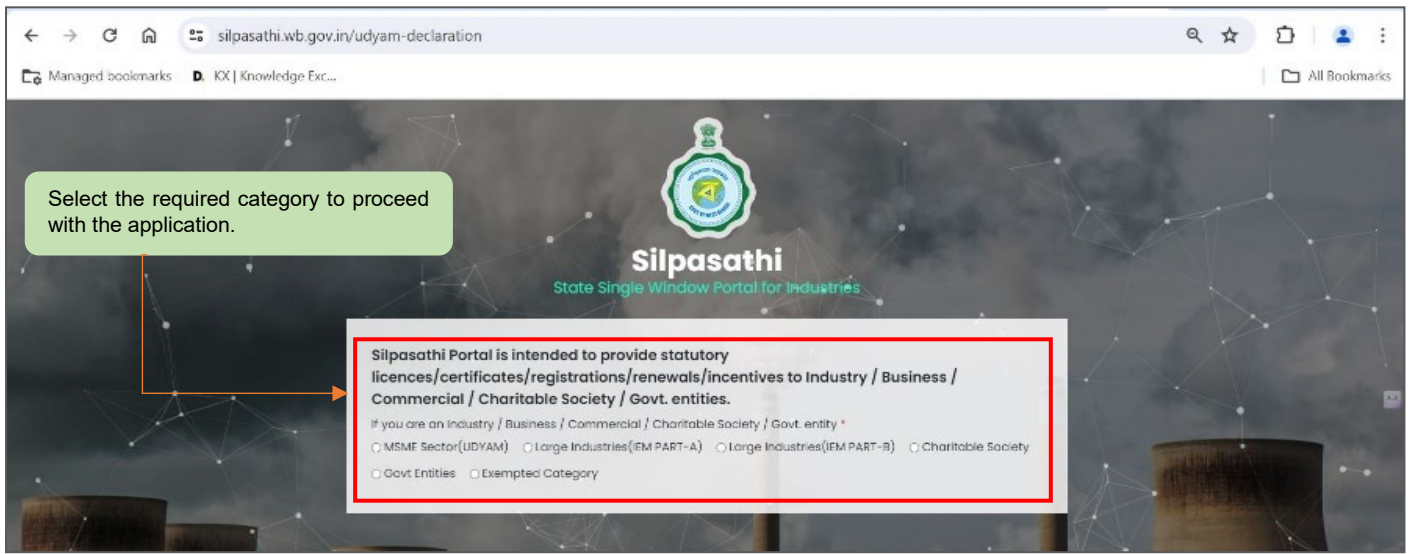 silpasathi.wb.gov.in/udyam-declaration
Managed bookmarks D. KX | Knowledge Exc...
All Bookmarks
Select the required category to proceed
with the application.
Silpasathi
State Single Window Portal for Industries
Silpasathi Portal is intended to provide statutory
licences/certificates/registrations/renewals/incentives to Industry / Business /
Commercial / Charitable Society / Govt. entities.
If you are an Industry / Business / Commercial / Charitable Society / Govt. entity *
MSME Sector(UDYAM) Large Industries(IEM PART-A) Large Industries(IEM PART-B) Charitable Society
Govt Entities Exempted Category